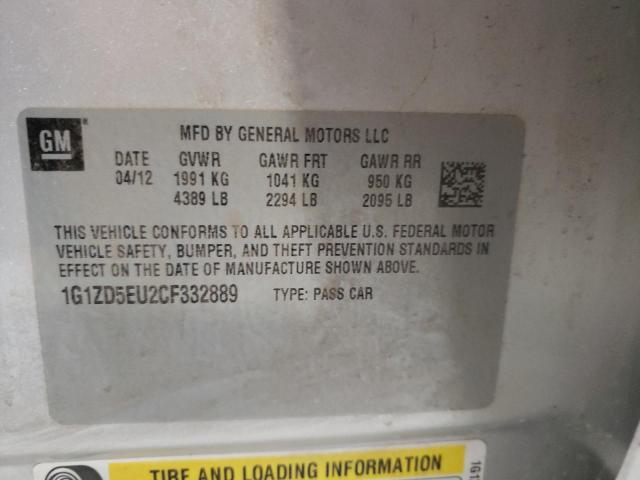 GM®
MFD BY GENERAL MOTORS LLC
DATE GVWR GAWR FRT GAWR RR
04/12 1991 KG 1041 KG 950 KG
4389 LB 2294 LB 2095 LB
THIS VEHICLE CONFORMS TO ALL APPLICABLE U.S. FEDERAL MOTOR
VEHICLE SAFETY, BUMPER, AND THEFT PREVENTION STANDARDS IN
EFFECT ON THE DATE OF MANUFACTURE SHOWN ABOVE.
1G1ZD5EU2CF332889 TYPE: PASS CAR
TIRE AND LOADING INFORMATION
1G1